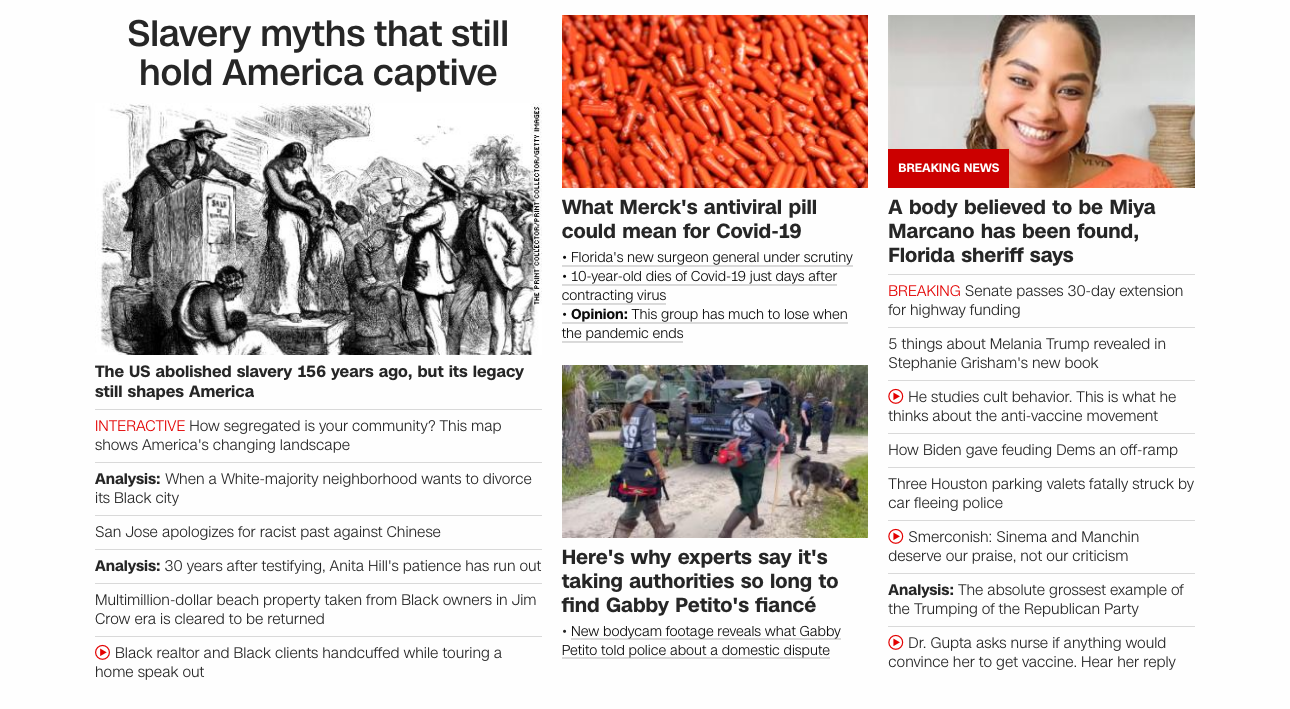 Slavery myths that still
hold America captive
THE PRINT COLLECTOR/PRINT COLLECTOR/GETTY IMAGES
SALE
OF
The US abolished slavery 156 years ago, but its legacy
still shapes America
INTERACTIVE How segregated is your community? This map
shows America's changing landscape
Analysis: When a White-majority neighborhood wants to divorce
its Black city
San Jose apologizes for racist past against Chinese
Analysis: 30 years after testifying, Anita Hill's patience has run out
Multimillion-dollar beach property taken from Black owners in Jim
Crow era is cleared to be returned
Black realtor and Black clients handcuffed while touring a
home speak out
What Merck's antiviral pill
could mean for Covid-19
• Florida's new surgeon general under scrutiny
• 10-year-old dies of Covid-19 just days after
contracting virus
• Opinion: This group has much to lose when
the pandemic ends
K9
Here's why experts say it's
taking authorities so long to
find Gabby Petito's fiancé
• New bodycam footage reveals what Gabby
Petito told police about a domestic dispute
BREAKING NEWS
A body believed to be Miya
Marcano has been found,
Florida sheriff says
BREAKING Senate passes 30-day extension
for highway funding
5 things about Melania Trump revealed in
Stephanie Grisham's new book
He studies cult behavior. This is what he
thinks about the anti-vaccine movement
How Biden gave feuding Dems an off-ramp
Three Houston parking valets fatally struck by
car fleeing police
Smerconish: Sinema and Manchin
deserve our praise, not our criticism
Analysis: The absolute grossest example of
the Trumping of the Republican Party
Dr. Gupta asks nurse if anything would
convince her to get vaccine. Hear her reply